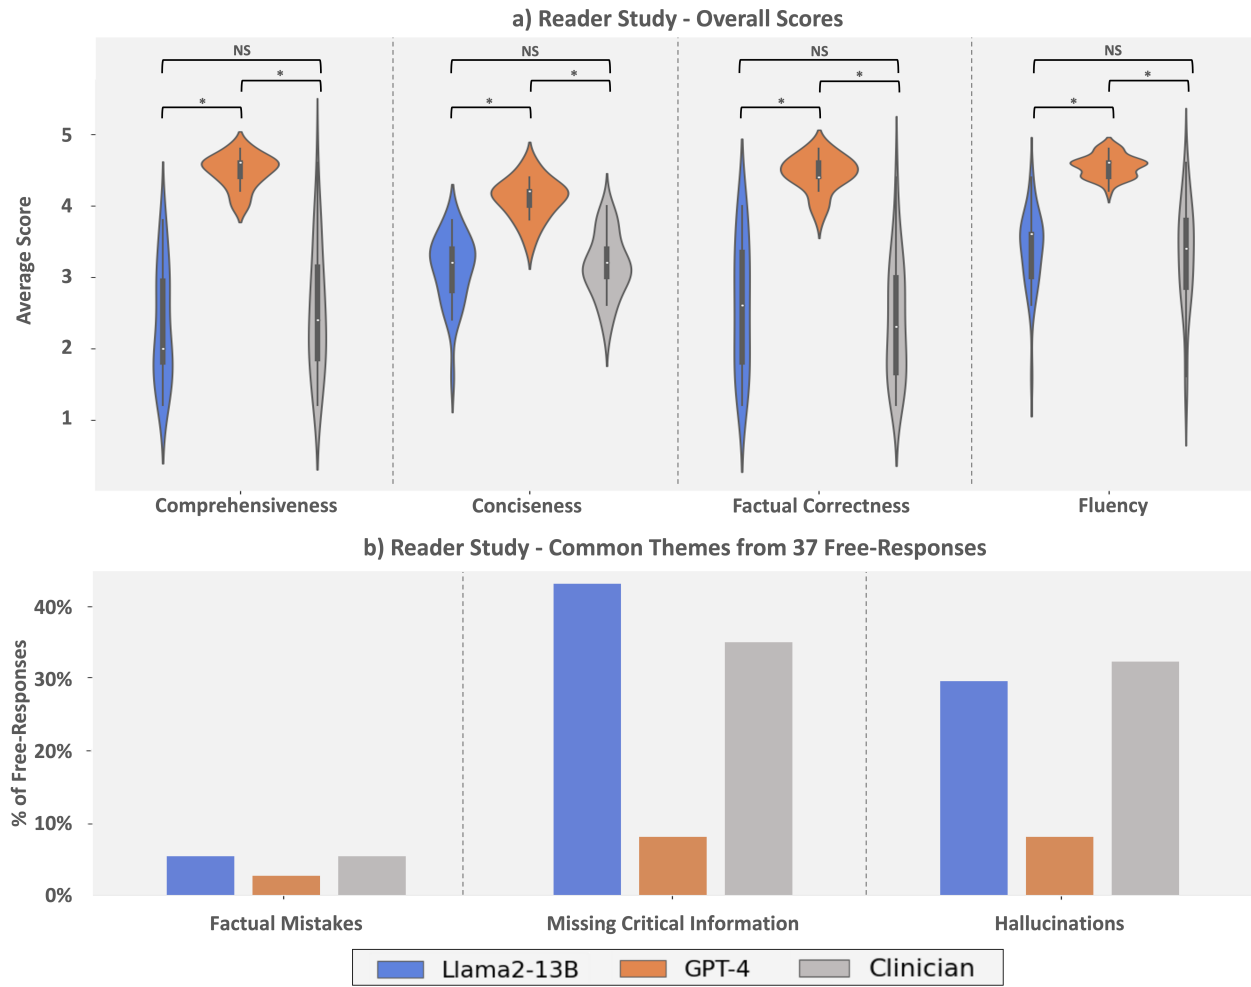 a) Reader Study - Overall Scores
NS NS NS NS
* * * *
* * * *
5
4
3
2
1
Average Score
Comprehensiveness Conciseness Factual Correctness Fluency
b) Reader Study - Common Themes from 37 Free-Responses
40%
30%
20%
10%
0%
% of Free-Responses
Factual Mistakes Missing Critical Information Hallucinations
Llama2-13B GPT-4 Clinician